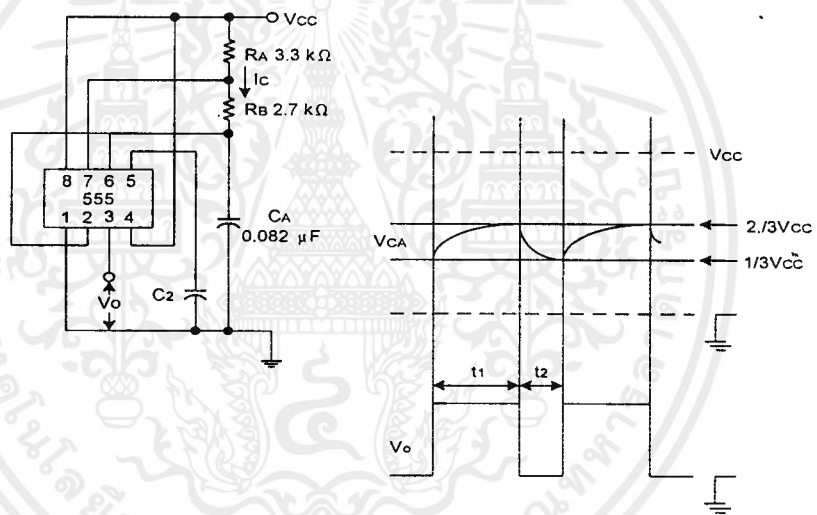 VCC
RA 3.3 kΩ
IC
RB 2.7 kΩ
8 7 6 5
555
1 2 3 4
CA
0.082 μF
C2
Vo
VCC
2./3VCC
VCA
1/3VCC
t1
t2
Vo